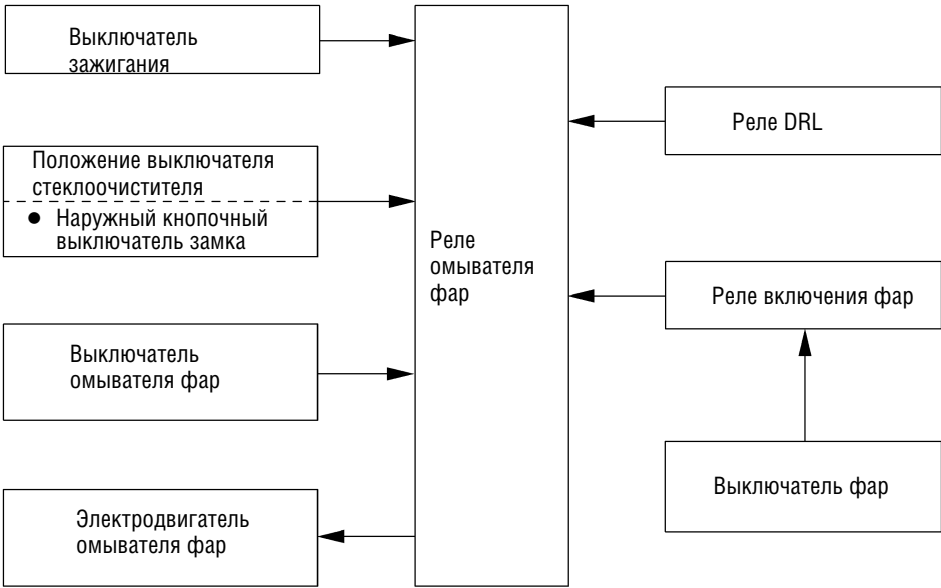 Выключатель
зажигания
Положение выключателя
стеклоочистителя
● Наружный кнопочный
выключатель замка
Выключатель
омывателя фар
Электродвигатель
омывателя фар
Реле
омывателя
фар
Реле DRL
Реле включения фар
Выключатель фар